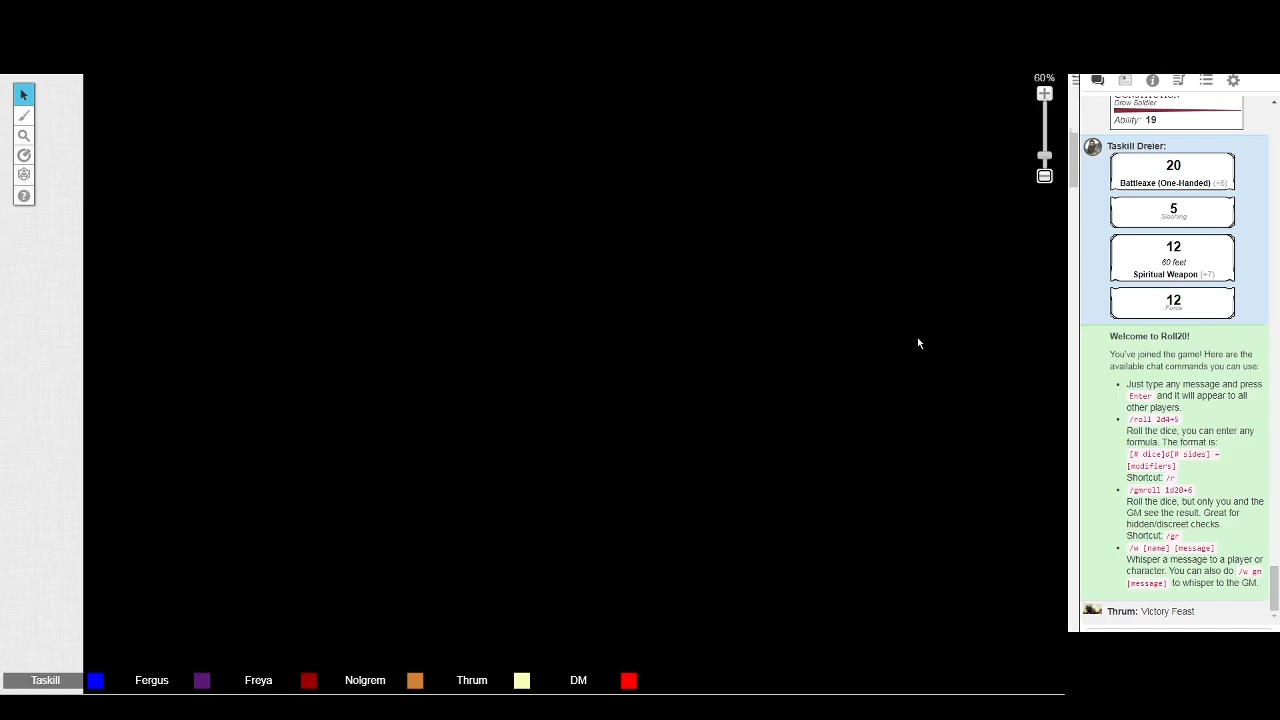 60%
Drow Soldier
Ability: 19
Taskill Dreier:
20
Battleaxe (One-Handed) (+6)
5
Slashing
12
60 feet
Spiritual Weapon (+7)
12
Force
Welcome to Roll20!
You've joined the game! Here are the
available chat commands you can use:
Just type any message and press
Enter and it will appear to all
other players.
/roll 2d4+5
Roll the dice, you can enter any
formula. The format is:
[# dice]d[# sides] +
[modifiers]
Shortcut: /r
/gmroll 1d20+6
Roll the dice, but only you and the
GM see the result. Great for
hidden/discreet checks.
Shortcut: /gr
/w [name] [message]
Whisper a message to a player or
character. You can also do /w gm
[message] to whisper to the GM.
Thrum: Victory Feast
Taskill
Fergus
Freya
Nolgrem
Thrum
DM